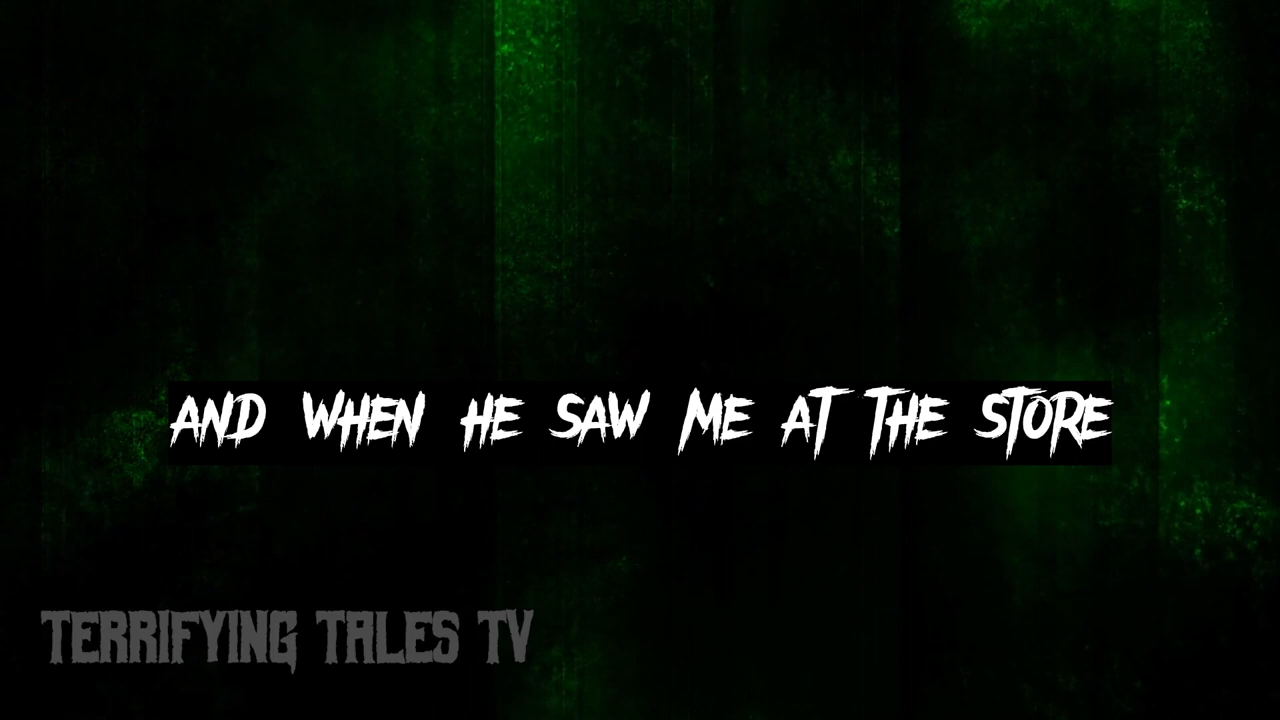 AND WHEN HE SAW ME AT THE STORE
TERRIFYING TALES TV